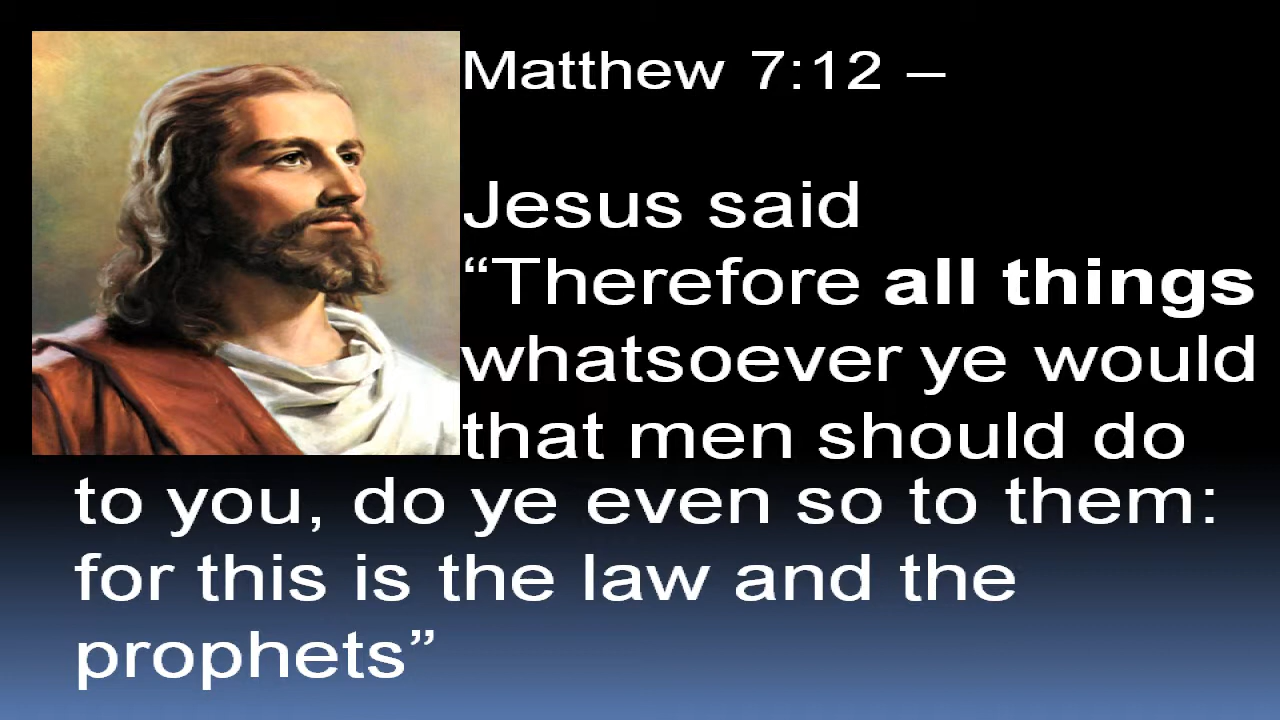 Matthew 7:12 –
Jesus said
“Therefore all things
whatsoever ye would
that men should do
to you, do ye even so to them:
for this is the law and the
prophets”